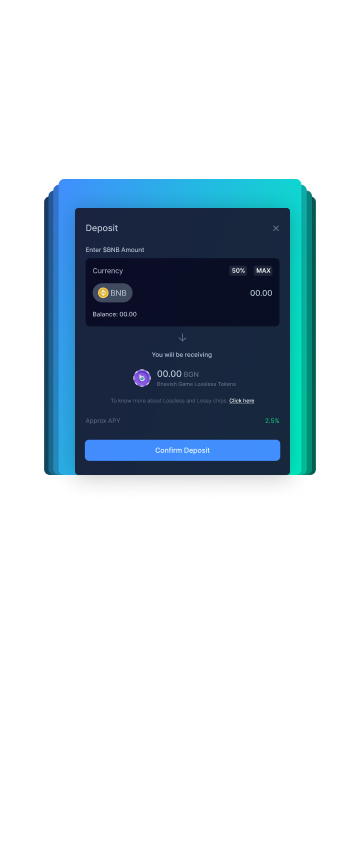 Deposit
Enter $BNB Amount
Currency 50% MAX
BNB 00.00
Balance: 00.00
You will be receiving
00.00 BGN
Bhavish Game Lossless Tokens
To know more about Lossless and Lossy chips, Click here
Approx APY 2.5%
Confirm Deposit